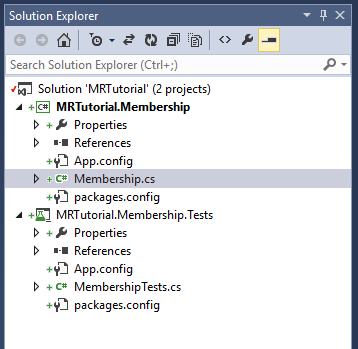 Solution Explorer
Search Solution Explorer (Ctrl+;)
Solution 'MRTutorial' (2 projects)
C# MRTutorial.Membership
Properties
References
App.config
C# Membership.cs
packages.config
MRTutorial.Membership.Tests
Properties
References
App.config
C# MembershipTests.cs
packages.config